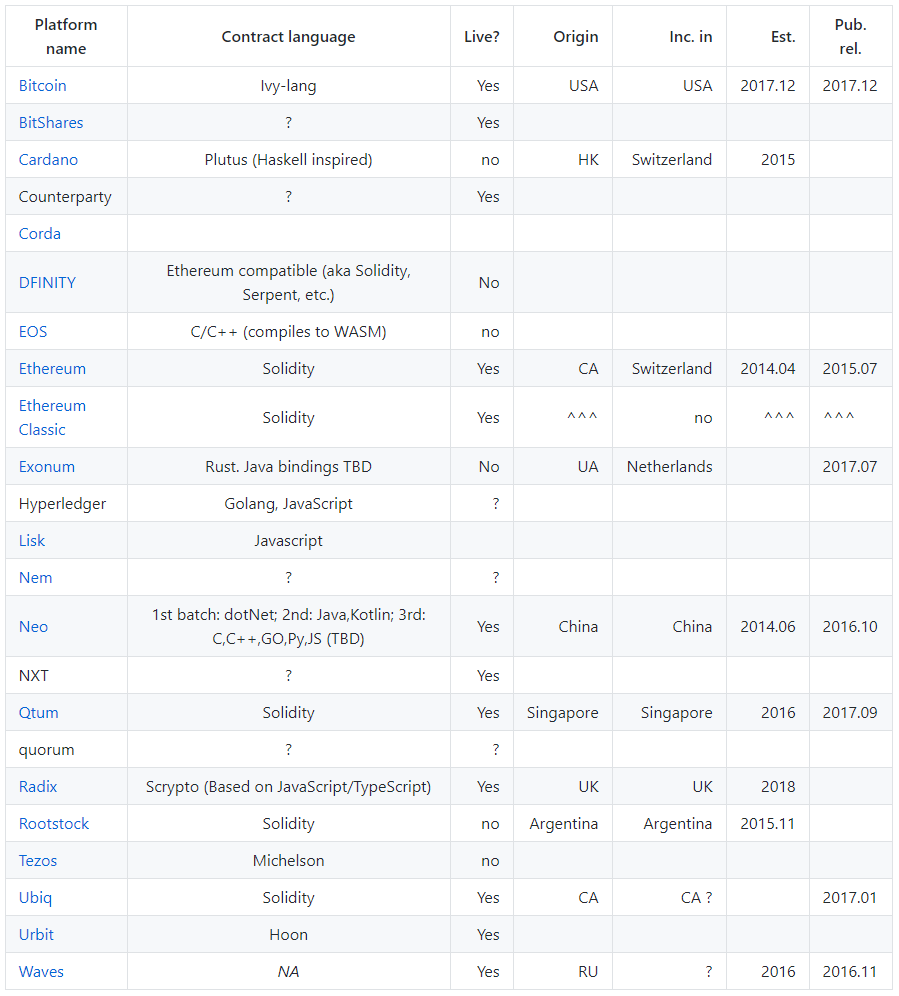 Platform name Contract language Live? Origin Inc. in Est. Pub. rel.
Bitcoin Ivy-lang Yes USA USA 2017.12 2017.12
BitShares ? Yes
Cardano Plutus (Haskell inspired) no HK Switzerland 2015
Counterparty ? Yes
Corda
DFINITY Ethereum compatible (aka Solidity, Serpent, etc.) No
EOS C/C++ (compiles to WASM) no
Ethereum Solidity Yes CA Switzerland 2014.04 2015.07
Ethereum Classic Solidity Yes ^^^ no ^^^ ^^^
Exonum Rust. Java bindings TBD No UA Netherlands 2017.07
Hyperledger Golang, JavaScript ?
Lisk Javascript
Nem ? ?
Neo 1st batch: dotNet; 2nd: Java,Kotlin; 3rd: C,C++,GO,Py,JS (TBD) Yes China China 2014.06 2016.10
NXT ? Yes
Qtum Solidity Yes Singapore Singapore 2016 2017.09
quorum ? ?
Radix Scrypto (Based on JavaScript/TypeScript) Yes UK UK 2018
Rootstock Solidity no Argentina Argentina 2015.11
Tezos Michelson no
Ubiq Solidity Yes CA CA ? 2017.01
Urbit Hoon Yes
Waves NA Yes RU ? 2016 2016.11